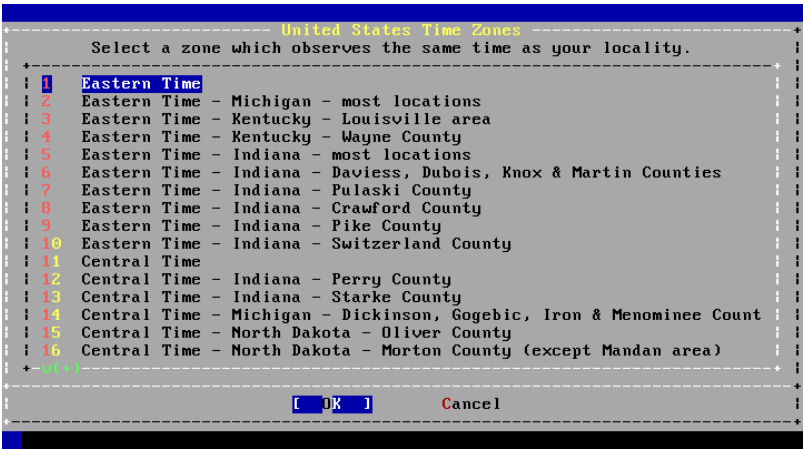 United States Time Zones
Select a zone which observes the same time as your locality.
1 Eastern Time
2 Eastern Time - Michigan - most locations
3 Eastern Time - Kentucky - Louisville area
4 Eastern Time - Kentucky - Wayne County
5 Eastern Time - Indiana - most locations
6 Eastern Time - Indiana - Daviess, Dubois, Knox & Martin Counties
7 Eastern Time - Indiana - Pulaski County
8 Eastern Time - Indiana - Crawford County
9 Eastern Time - Indiana - Pike County
10 Eastern Time - Indiana - Switzerland County
11 Central Time
12 Central Time - Indiana - Perry County
13 Central Time - Indiana - Starke County
14 Central Time - Michigan - Dickinson, Gogebic, Iron & Menominee Count
15 Central Time - North Dakota - Oliver County
16 Central Time - North Dakota - Morton County (except Mandan area)
v(+)
[ OK ] Cancel